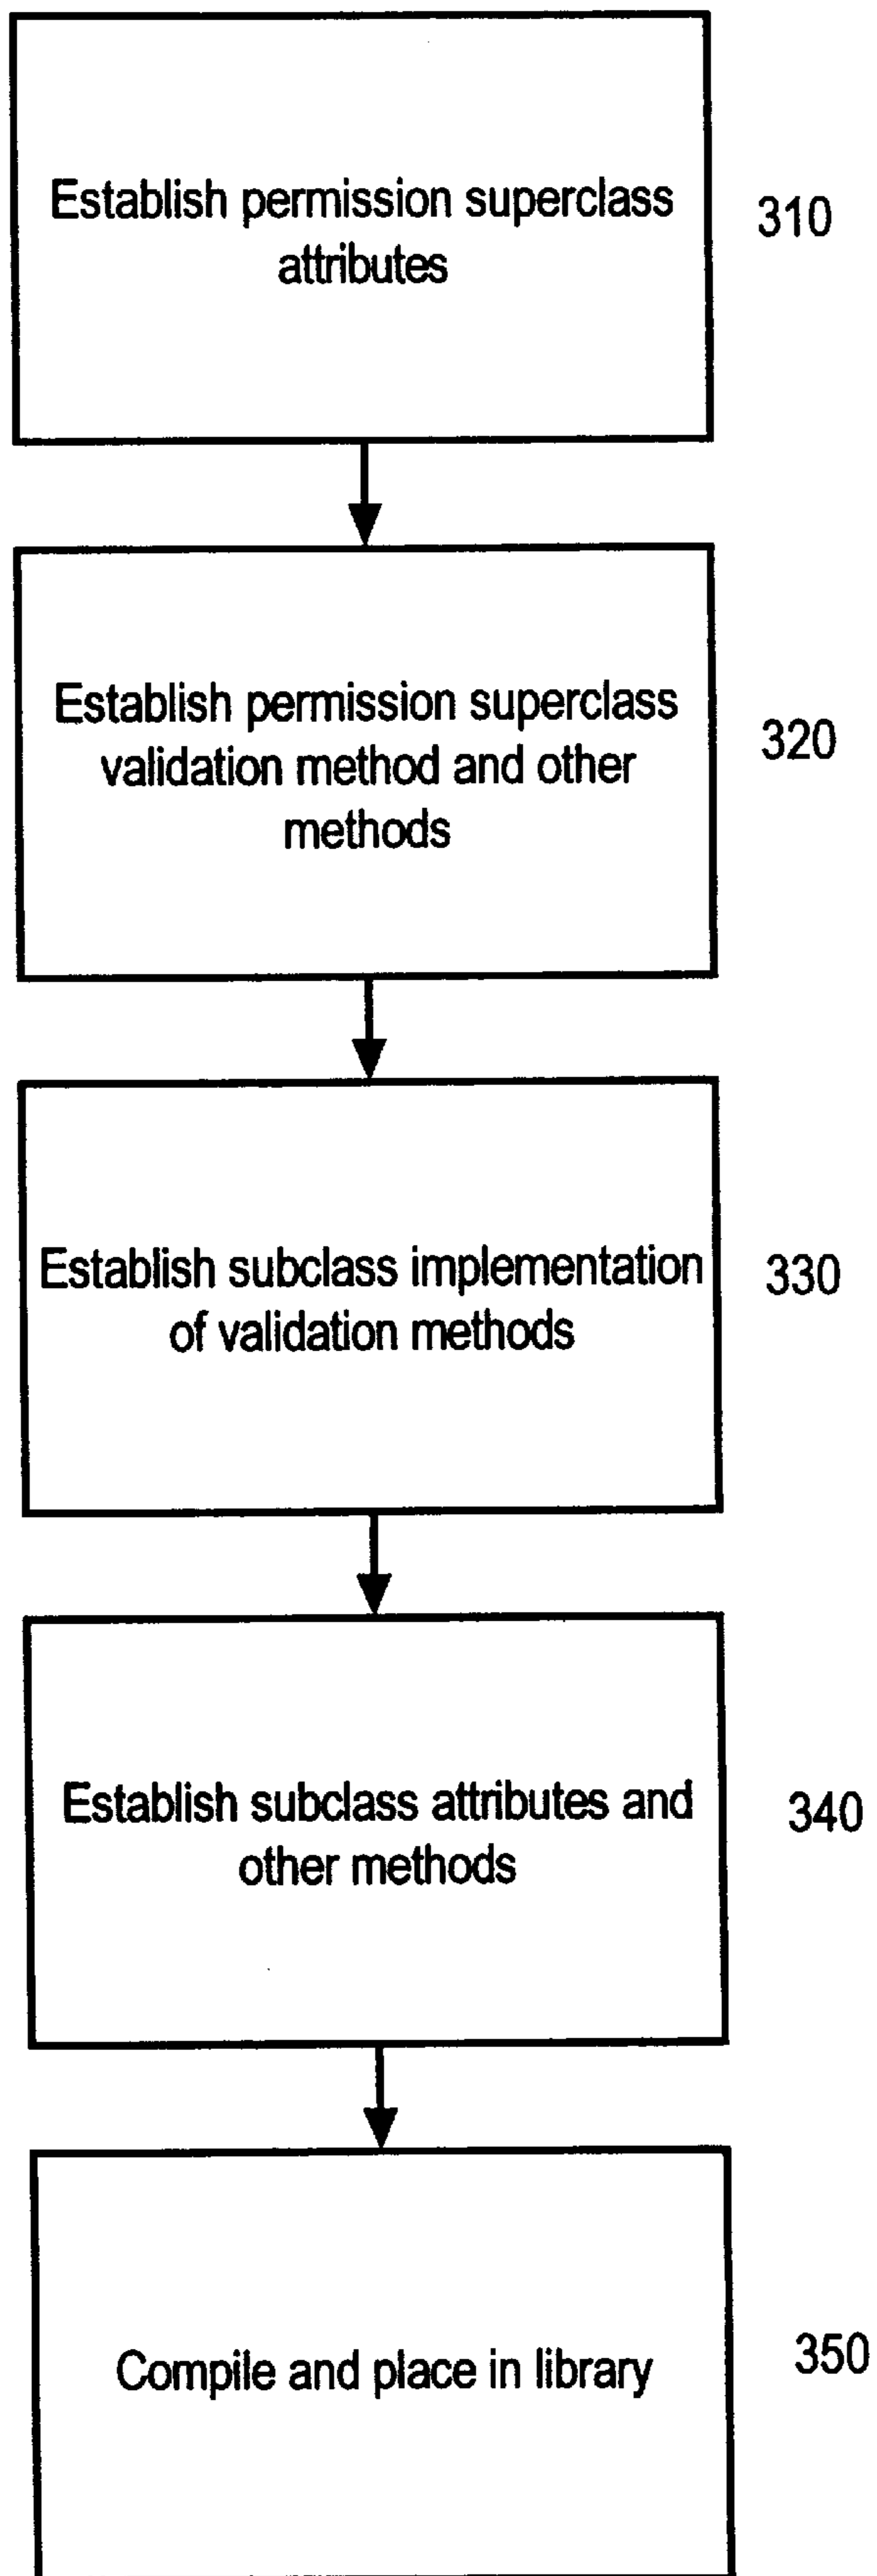 Establish permission superclass
attributes
310
Establish permission superclass
validation method and other
methods
320
Establish subclass implementation
of validation methods
330
Establish subclass attributes and
other methods
340
Compile and place in library
350